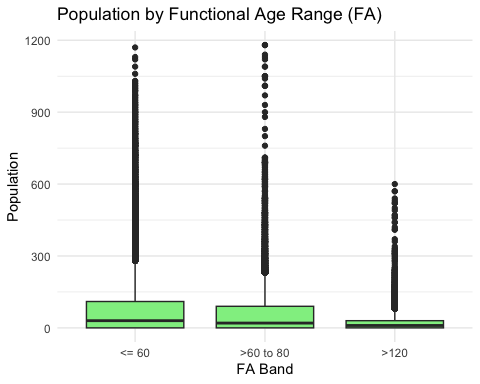 Population by Functional Age Range (FA)
1200
900
600
300
0
Population
<= 60
>60 to 80
>120
FA Band